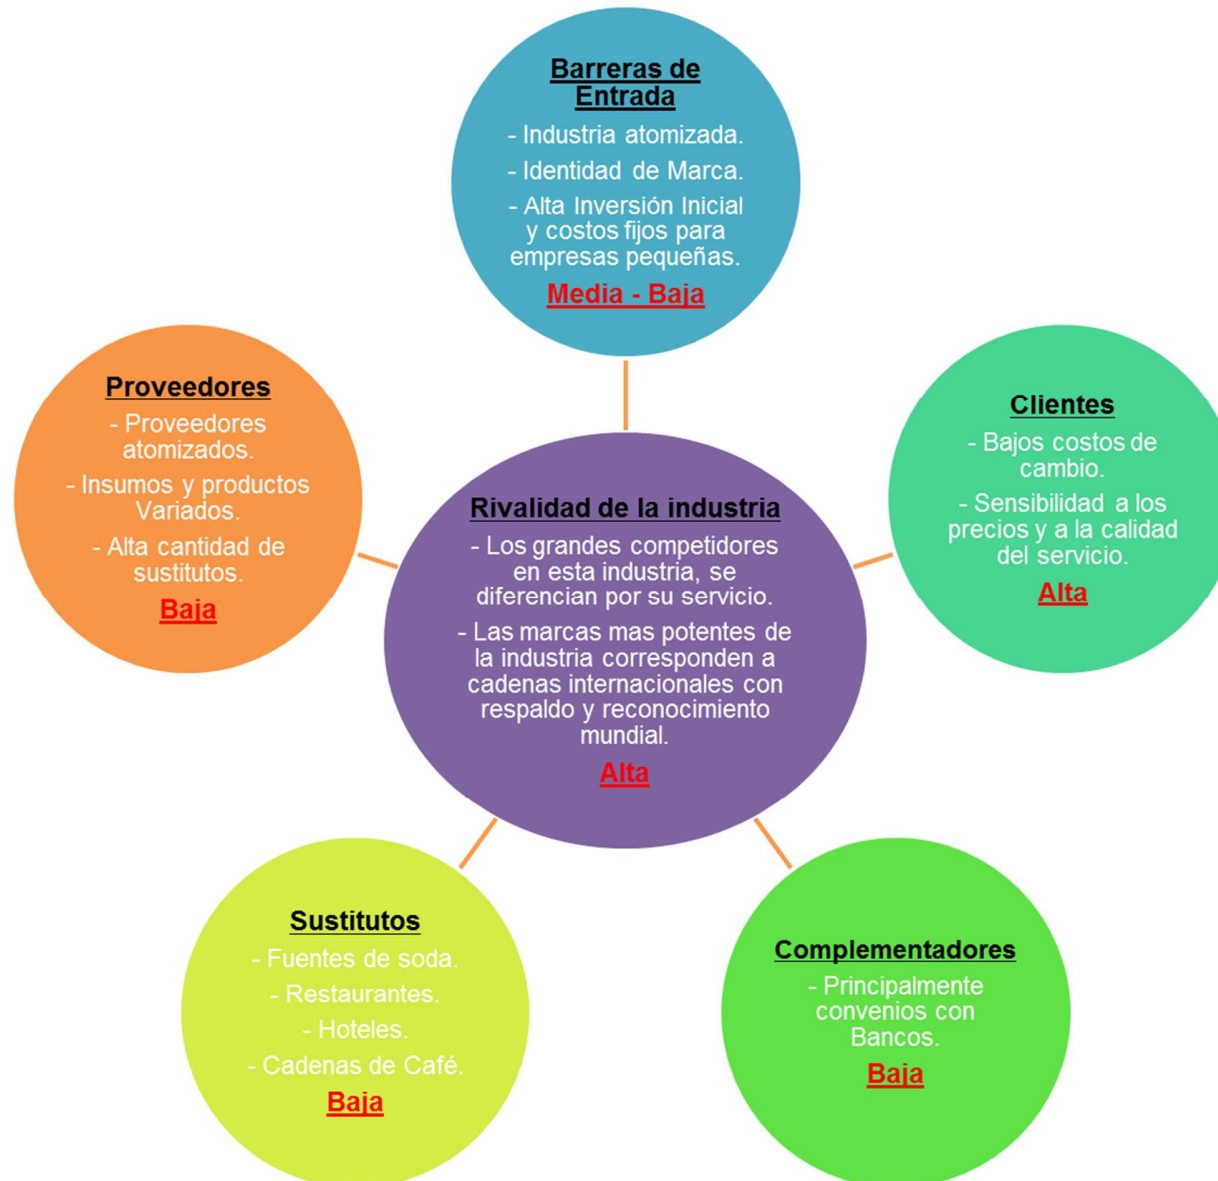 Barreras de
Entrada
- Industria atomizada.
- Identidad de Marca.
- Alta Inversión Inicial
y costos fijos para
empresas pequeñas.
Media - Baja
Proveedores
- Proveedores
atomizados.
- Insumos y productos
Variados.
- Alta cantidad de
sustitutos.
Baja
Clientes
- Bajos costos de
cambio.
- Sensibilidad a los
precios y a la calidad
del servicio.
Alta
Rivalidad de la industria
- Los grandes competidores
en esta industria, se
diferencian por su servicio.
- Las marcas mas potentes de
la industria corresponden a
cadenas internacionales con
respaldo y reconocimiento
mundial.
Alta
Sustitutos
- Fuentes de soda.
- Restaurantes.
- Hoteles.
- Cadenas de Café.
Baja
Complementadores
- Principalmente
convenios con
Bancos.
Baja